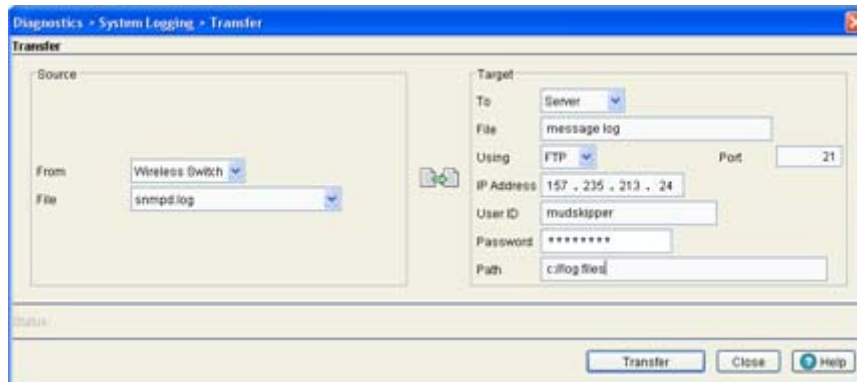 Diagnostics > System Logging > Transfer
Transfer
Source
From Wireless Switch
File snmpd.log
Target
To Server
File message log
Using FTP Port 21
IP Address 157 . 235 . 213 . 24
User ID mudskipper
Password ********
Path c://log files
Status:
Transfer Close Help